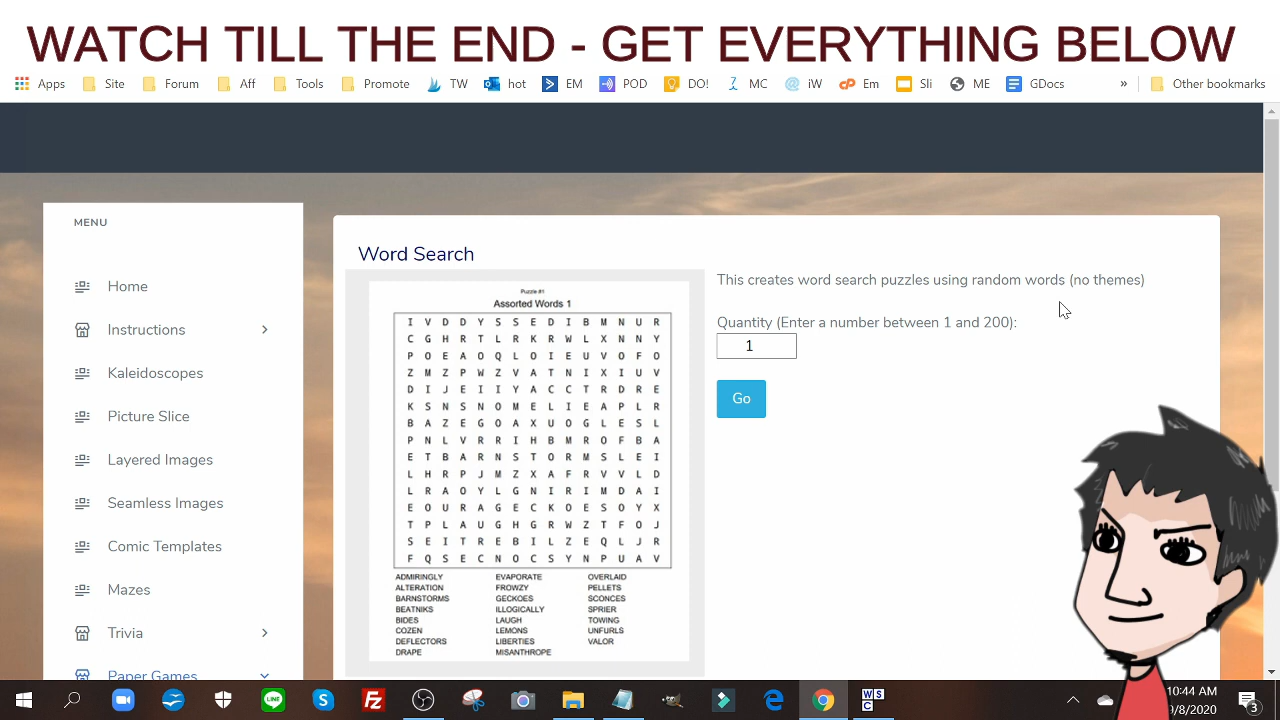 WATCH TILL THE END - GET EVERYTHING BELOW
Apps Site Forum Aff Tools Promote TW hot EM POD DO! MC iW Em Sli ME GDocs » Other bookmarks
MENU
Home
Instructions
Kaleidoscopes
Picture Slice
Layered Images
Seamless Images
Comic Templates
Mazes
Trivia
Paper Games
Word Search
Puzzle #1
Assorted Words 1
I V D D Y S S E D I B M N U R
C G H R T L R K R W L X N N Y
P O E A O Q L O I E U V O F O
Z M Z P W Z V A T N I X I U V
D I J E I I Y A C C T R D R E
K S N S N O M E L I E A P L R
B A Z E G O A X U O G L E S L
P N L V R R I H B M R O F B A
E T B A R N S T O R M S L E I
L H R P J M Z X A F R V V L D
L R A O Y L G N I R I M D A I
E O U R A G E C K O E S O Y X
T P L A U G H G R W Z T F O J
S E I T R E B I L Z E Q L J R
F Q S E C N O C S Y N P U A V
ADMIRINGLY EVAPORATE OVERLAID
ALTERATION FROWZY PELLETS
BARNSTORMS GECKOES SCONCES
BEATNIKS ILLOGICALLY SPRIER
BIDES LAUGH TOWING
COZEN LEMONS UNFURLS
DEFLECTORS LIBERTIES VALOR
DRAPE MISANTHROPE
This creates word search puzzles using random words (no themes)
Quantity (Enter a number between 1 and 200):
1
Go
10:44 AM
/8/2020
3